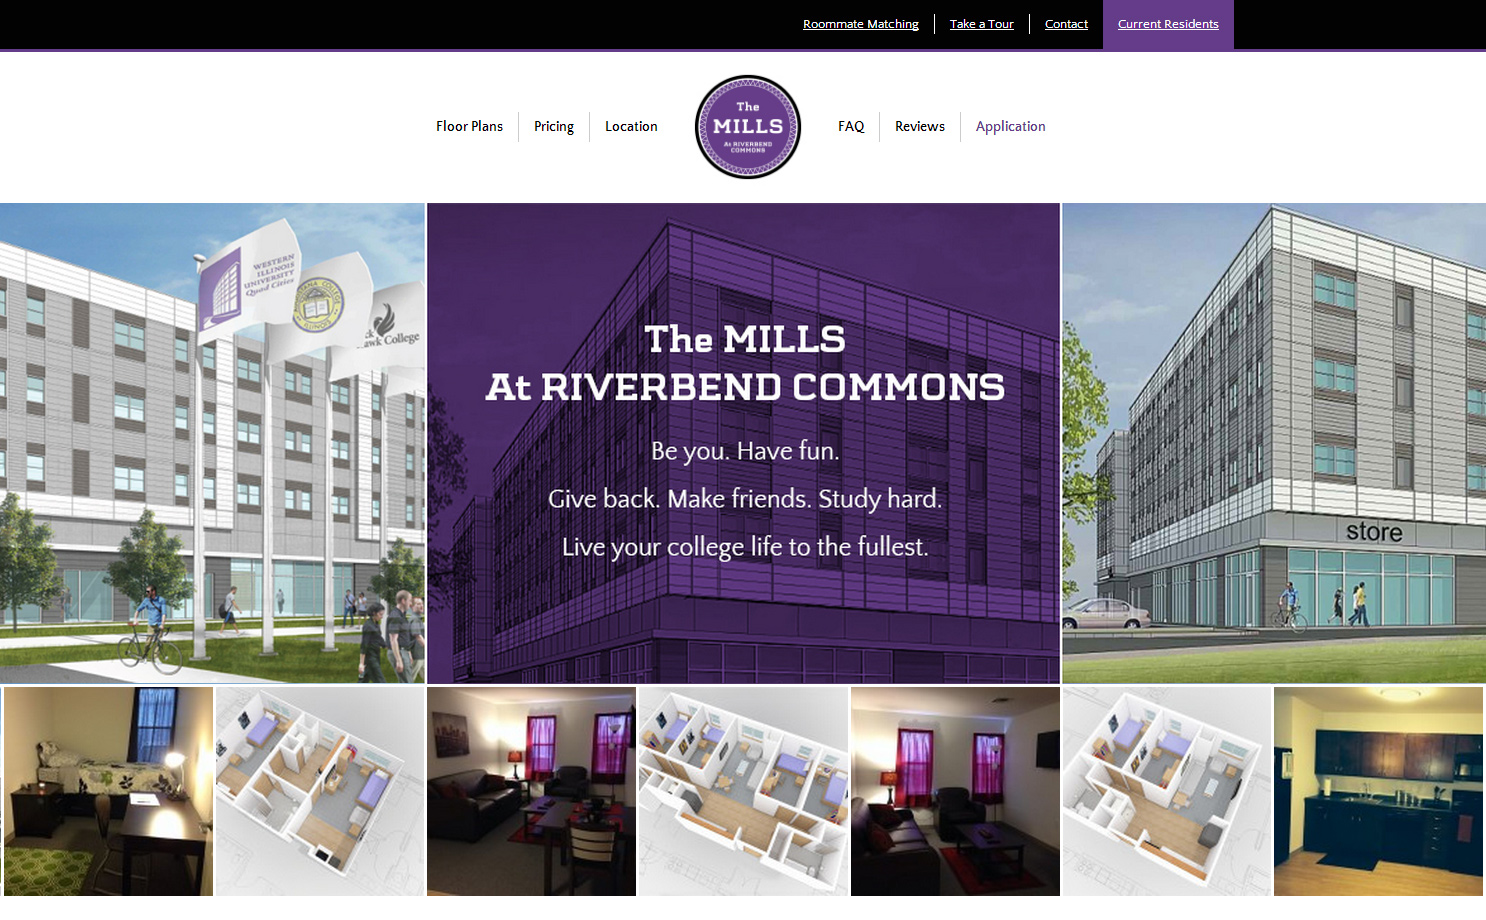 Roommate Matching
Take a Tour
Contact
Current Residents
Floor Plans
Pricing
Location
The
MILLS
At RIVERBEND
COMMONS
FAQ
Reviews
Application
WESTERN
ILLINOIS
UNIVERSITY
Quad Cities
COLLEGE
ILLINOIS
awk College
The MILLS
At RIVERBEND COMMONS
Be you. Have fun.
Give back. Make friends. Study hard.
Live your college life to the fullest.
store